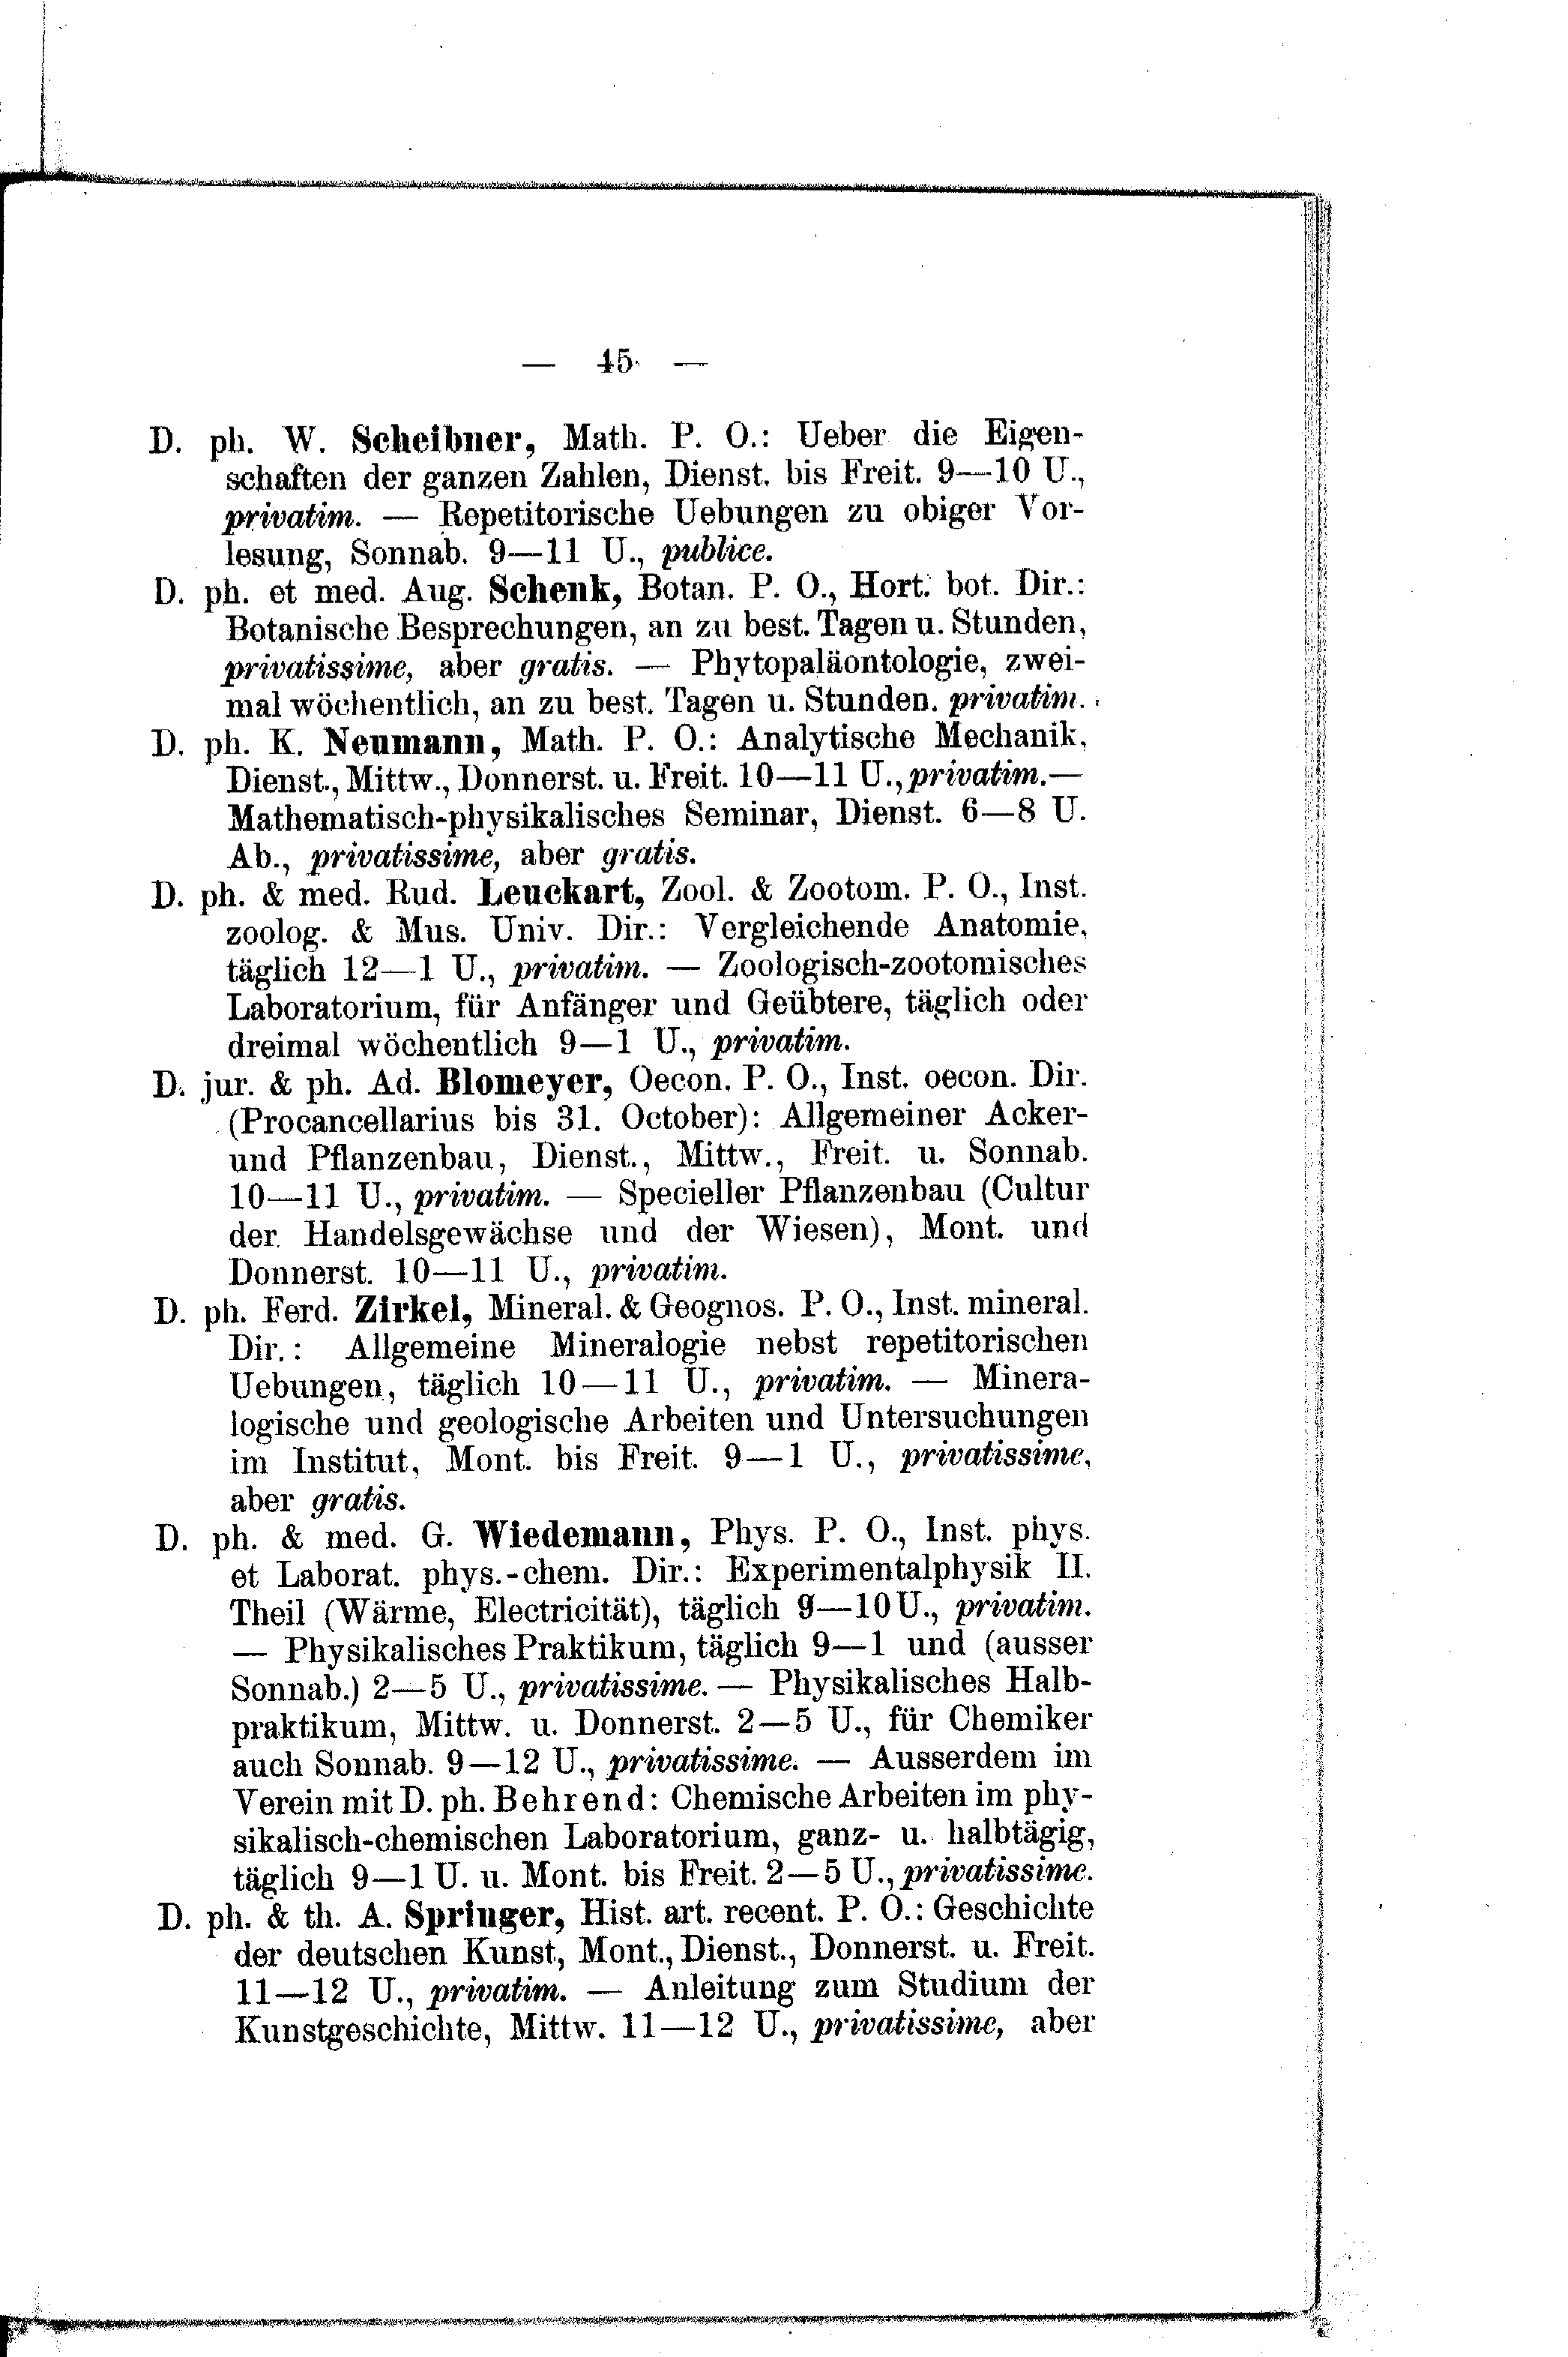 — 45 —
D. ph. W. Scheibner, Math. P. O.: Ueber die Eigen-
schaften der ganzen Zahlen, Dienst. bis Freit. 9—10 U.,
privatim. — Repetitorische Uebungen zu obiger Vor-
lesung, Sonnab. 9—11 U., publice.
D. ph. et med. Aug. Schenk, Botan. P. O., Hort. bot. Dir.:
Botanische Besprechungen, an zu best. Tagen u. Stunden,
privatissime, aber gratis. — Phytopaläontologie, zwei-
mal wöchentlich, an zu best. Tagen u. Stunden. privatim.
D. ph. K. Neumann, Math. P. O.: Analytische Mechanik,
Dienst., Mittw., Donnerst. u. Freit. 10—11 U., privatim.—
Mathematisch-physikalisches Seminar, Dienst. 6—8 U.
Ab., privatissime, aber gratis.
D. ph. & med. Rud. Leuckart, Zool. & Zootom. P. O., Inst.
zoolog. & Mus. Univ. Dir.: Vergleichende Anatomie,
täglich 12—1 U., privatim. — Zoologisch-zootomisches
Laboratorium, für Anfänger und Geübtere, täglich oder
dreimal wöchentlich 9—1 U., privatim.
D. jur. & ph. Ad. Blomeyer, Oecon. P. O., Inst. oecon. Dir.
(Procancellarius bis 31. October): Allgemeiner Acker-
und Pflanzenbau, Dienst., Mittw., Freit. u. Sonnab.
10—11 U., privatim. — Specieller Pflanzenbau (Cultur
der Handelsgewächse und der Wiesen), Mont. und
Donnerst. 10—11 U., privatim.
D. ph. Ferd. Zirkel, Mineral. & Geognos. P. O., Inst. mineral.
Dir.: Allgemeine Mineralogie nebst repetitorischen
Uebungen, täglich 10—11 U., privatim. — Minera-
logische und geologische Arbeiten und Untersuchungen
im Institut, Mont. bis Freit. 9—1 U., privatissime,
aber gratis.
D. ph. & med. G. Wiedemann, Phys. P. O., Inst. phys.
et Laborat. phys.-chem. Dir.: Experimentalphysik II.
Theil (Wärme, Electricität), täglich 9—10 U., privatim.
— Physikalisches Praktikum, täglich 9—1 und (ausser
Sonnab.) 2—5 U., privatissime. — Physikalisches Halb-
praktikum, Mittw. u. Donnerst. 2—5 U., für Chemiker
auch Sonnab. 9—12 U., privatissime. — Ausserdem im
Verein mit D. ph. Behrend: Chemische Arbeiten im phy-
sikalisch-chemischen Laboratorium, ganz- u. halbtägig,
täglich 9—1 U. u. Mont. bis Freit. 2—5 U., privatissime.
D. ph. & th. A. Springer, Hist. art. recent. P. O.: Geschichte
der deutschen Kunst, Mont., Dienst., Donnerst. u. Freit.
11—12 U., privatim. — Anleitung zum Studium der
Kunstgeschichte, Mittw. 11—12 U., privatissime, aber